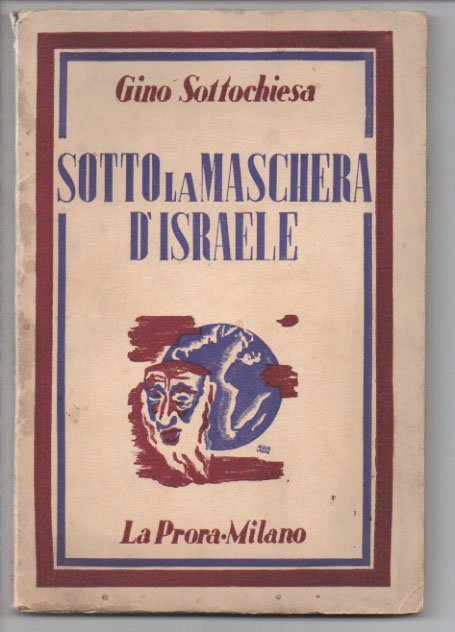 Gino Sottochiesa
SOTTO LA MASCHERA
D'ISRAELE
La Prora·Milano